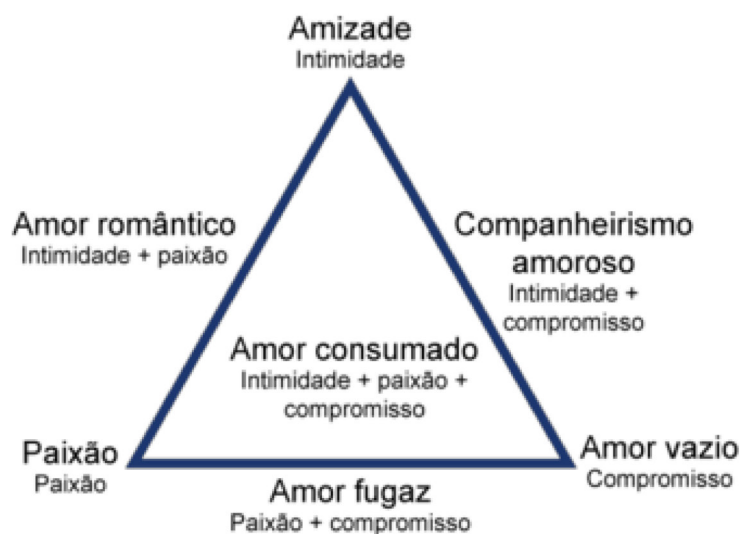 Amizade
Intimidade
Amor romântico
Intimidade + paixão
Companheirismo
amoroso
Intimidade +
compromisso
Amor consumado
Intimidade + paixão +
compromisso
Paixão
Paixão
Amor vazio
Compromisso
Amor fugaz
Paixão + compromisso